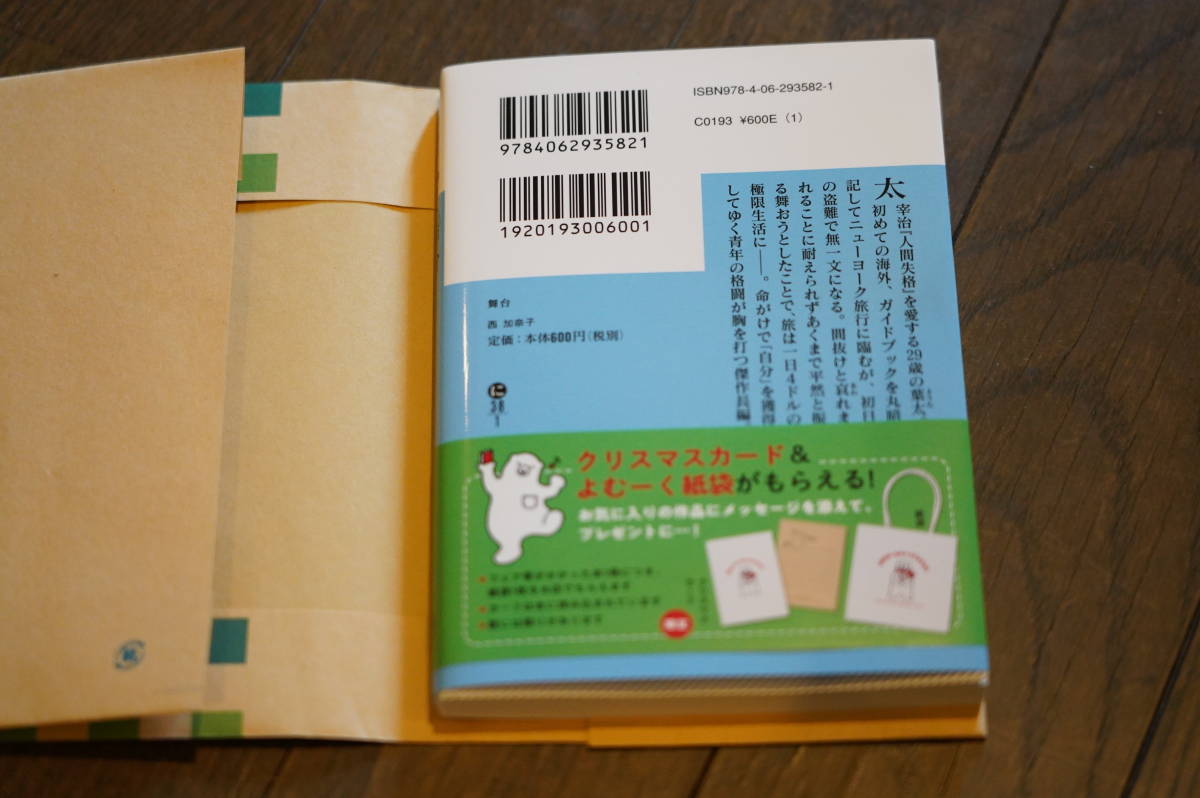 ISBN978-4-06-293582-1
C0193 ¥600E (1)
9784062935821
1920193006001
太宰治『人間失格』を愛する29歳の葉太。
初めての海外、ガイドブックを丸暗
記してニューヨーク旅行に臨むが、初日
の盗難で無一文になる。間抜けと哀れま
れることに耐えられずあくまで平然と振
る舞おうとしたことで、旅は一日4ドルの
極限生活に――。命がけで「自分」を獲得
してゆく青年の格闘が胸を打つ傑作長編。
舞台
西 加奈子
定価:本体600円(税別)
に
58
1
クリスマスカード&
よむーく紙袋がもらえる!
お気に入りの作品にメッセージを添えて、
プレゼントに…!